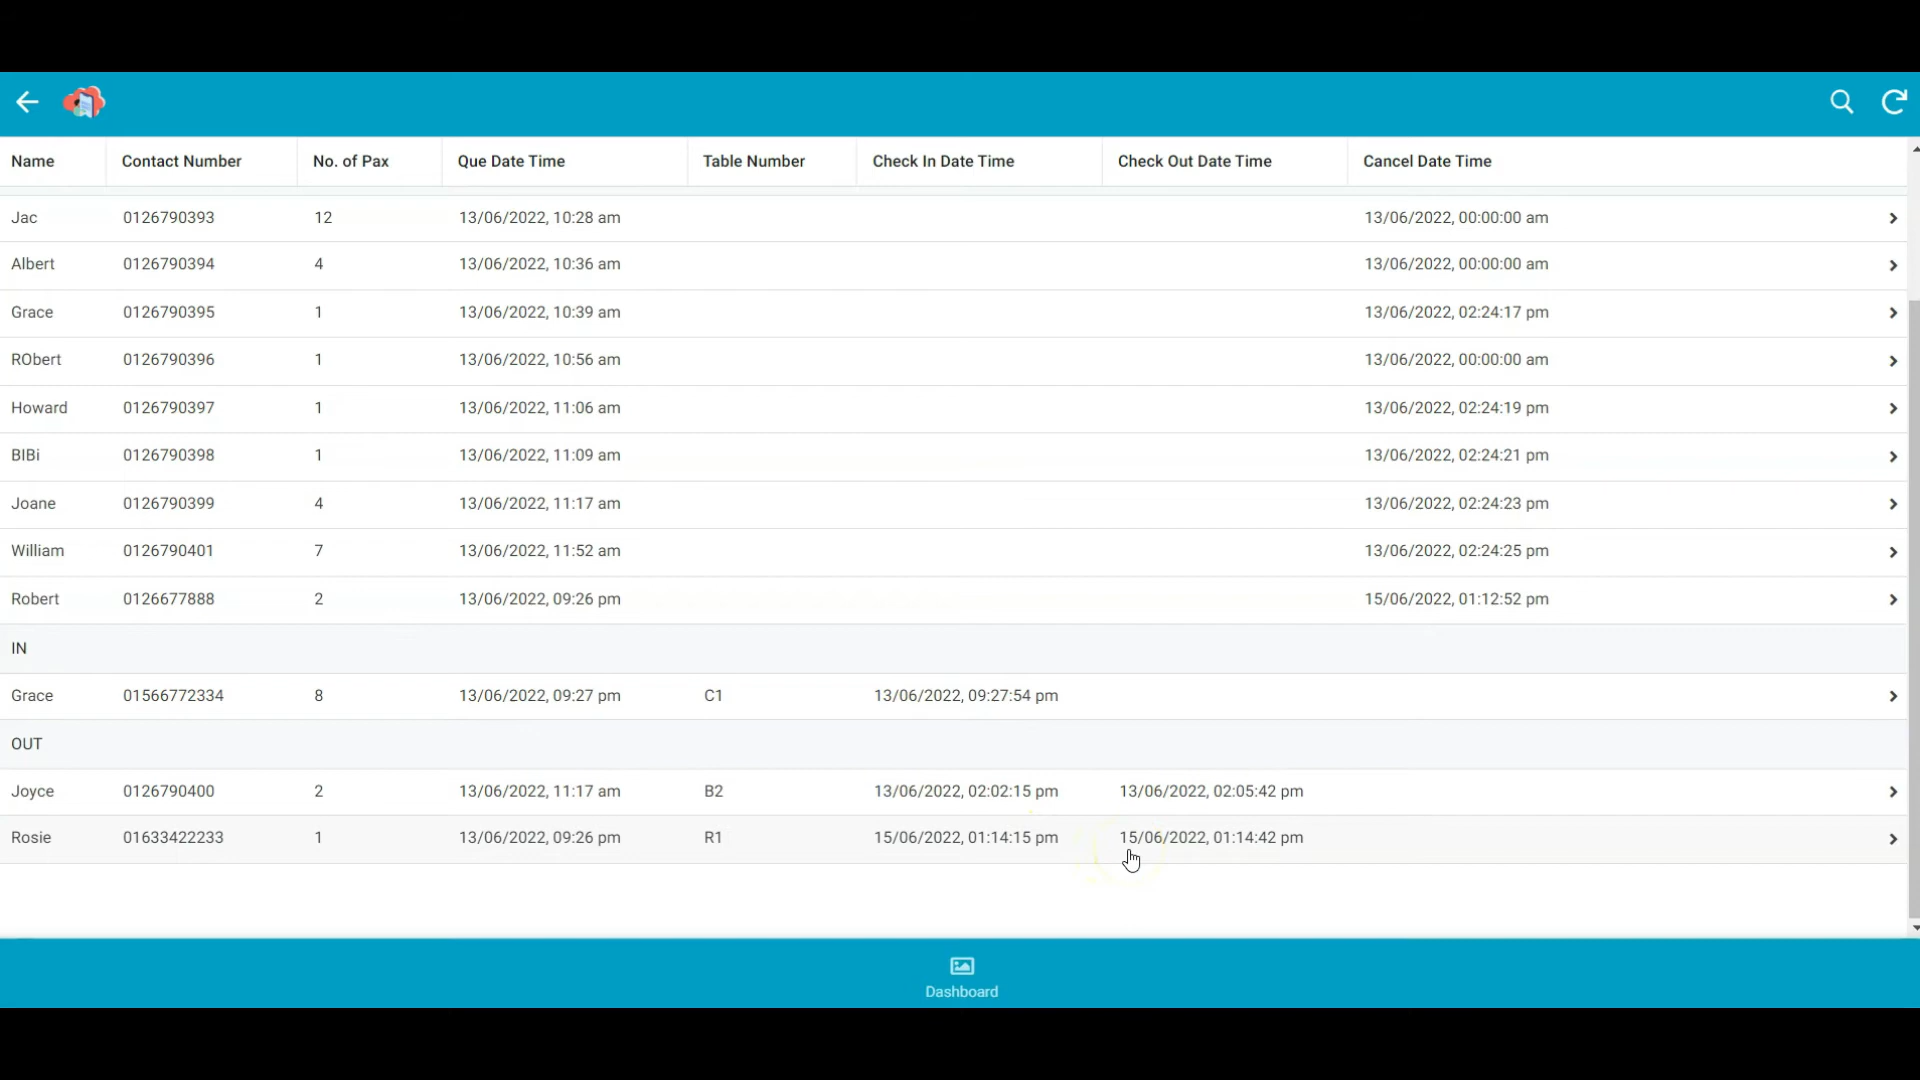 Name Contact Number No. of Pax Que Date Time Table Number Check In Date Time Check Out Date Time Cancel Date Time
Jac 0126790393 12 13/06/2022, 10:28 am 13/06/2022, 00:00:00 am
Albert 0126790394 4 13/06/2022, 10:36 am 13/06/2022, 00:00:00 am
Grace 0126790395 1 13/06/2022, 10:39 am 13/06/2022, 02:24:17 pm
RObert 0126790396 1 13/06/2022, 10:56 am 13/06/2022, 00:00:00 am
Howard 0126790397 1 13/06/2022, 11:06 am 13/06/2022, 02:24:19 pm
BIBi 0126790398 1 13/06/2022, 11:09 am 13/06/2022, 02:24:21 pm
Joane 0126790399 4 13/06/2022, 11:17 am 13/06/2022, 02:24:23 pm
William 0126790401 7 13/06/2022, 11:52 am 13/06/2022, 02:24:25 pm
Robert 0126677888 2 13/06/2022, 09:26 pm 15/06/2022, 01:12:52 pm
IN
Grace 01566772334 8 13/06/2022, 09:27 pm C1 13/06/2022, 09:27:54 pm
OUT
Joyce 0126790400 2 13/06/2022, 11:17 am B2 13/06/2022, 02:02:15 pm 13/06/2022, 02:05:42 pm
Rosie 01633422233 1 13/06/2022, 09:26 pm R1 15/06/2022, 01:14:15 pm 15/06/2022, 01:14:42 pm
Dashboard